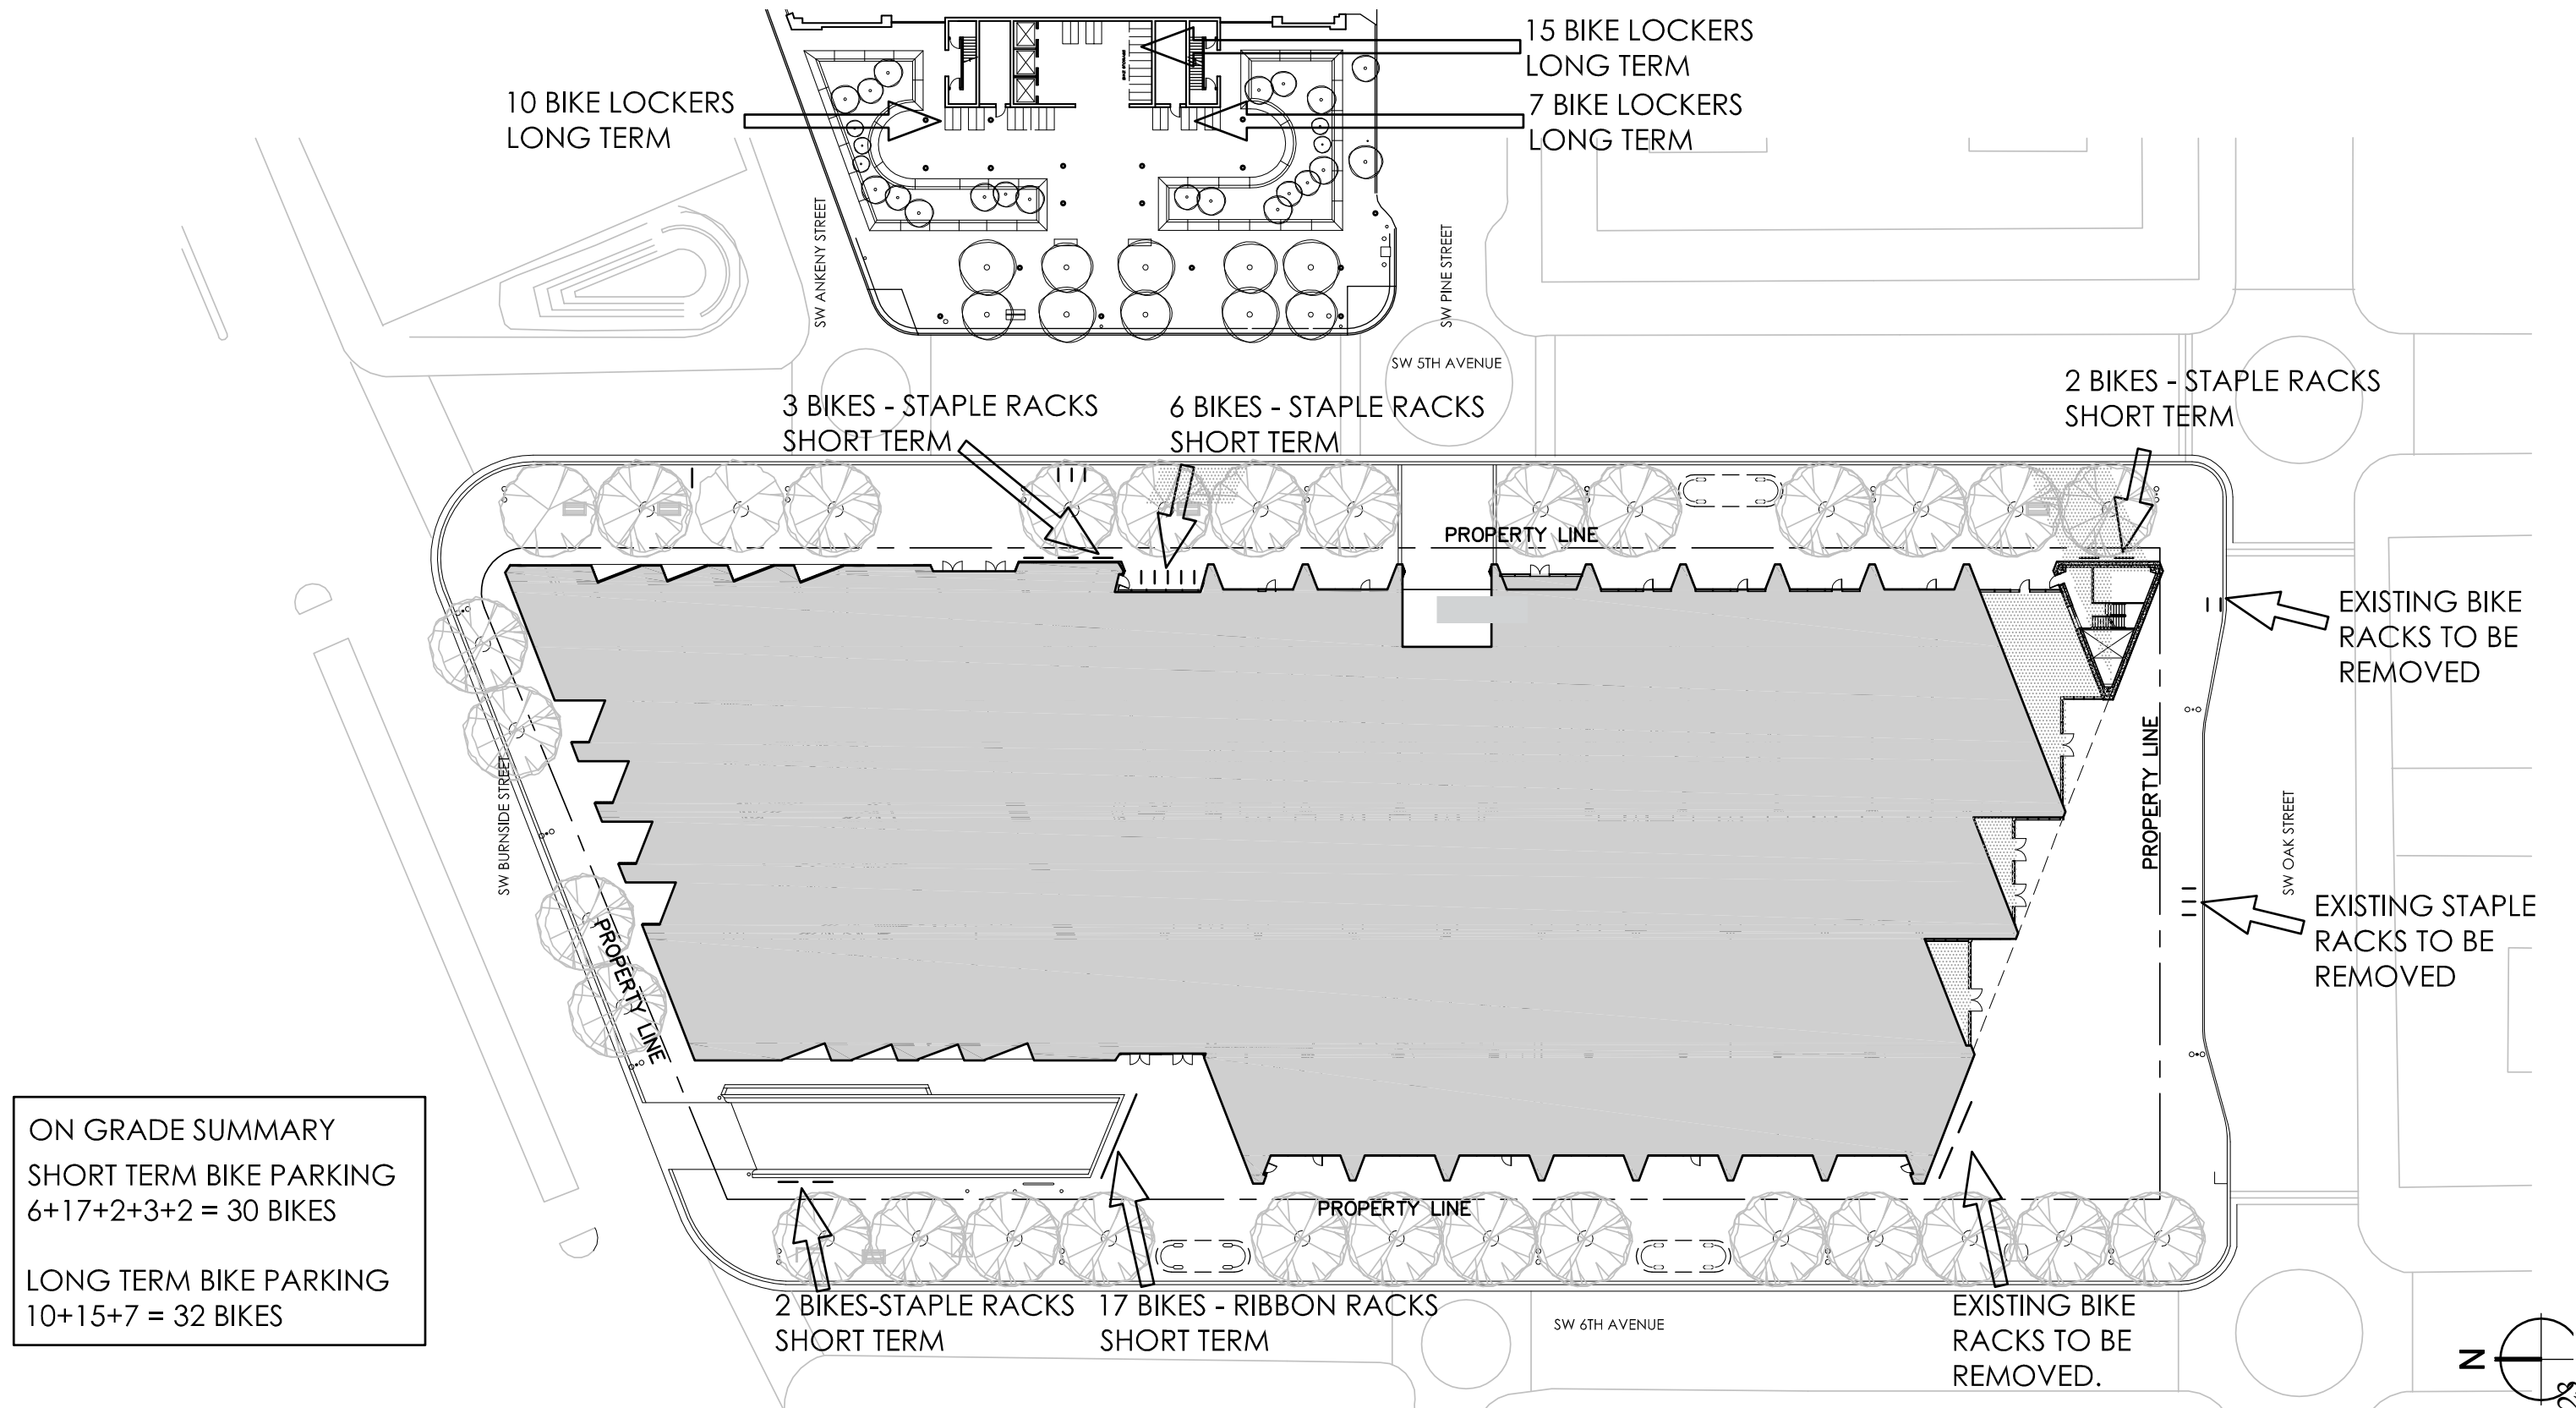 15 BIKE LOCKERS
LONG TERM
10 BIKE LOCKERS
LONG TERM
7 BIKE LOCKERS
LONG TERM
SW ANKENY STREET
SW PINE STREET
SW 5TH AVENUE
3 BIKES - STAPLE RACKS
SHORT TERM
6 BIKES - STAPLE RACKS
SHORT TERM
2 BIKES - STAPLE RACKS
SHORT TERM
PROPERTY LINE
EXISTING BIKE
RACKS TO BE
REMOVED
PROPERTY LINE
SW BURNSIDE STREET
SW OAK STREET
EXISTING STAPLE
RACKS TO BE
REMOVED
PROPERTY LINE
ON GRADE SUMMARY
SHORT TERM BIKE PARKING
6+17+2+3+2 = 30 BIKES
LONG TERM BIKE PARKING
10+15+7 = 32 BIKES
PROPERTY LINE
2 BIKES-STAPLE RACKS
SHORT TERM
17 BIKES - RIBBON RACKS
SHORT TERM
SW 6TH AVENUE
EXISTING BIKE
RACKS TO BE
REMOVED.
N